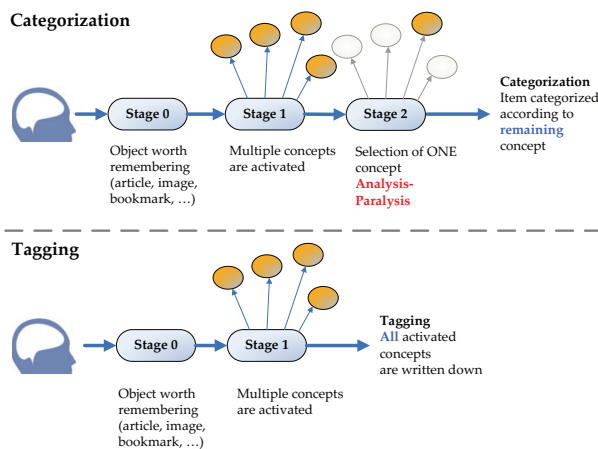 Categorization
Stage 0
Stage 1
Stage 2
Object worth
remembering
(article, image,
bookmark, …)
Multiple concepts
are activated
Selection of ONE
concept
Analysis-
Paralysis
Categorization
Item categorized
according to
remaining
concept
Tagging
Stage 0
Stage 1
Object worth
remembering
(article, image,
bookmark, …)
Multiple concepts
are activated
Tagging
All activated
concepts
are written down